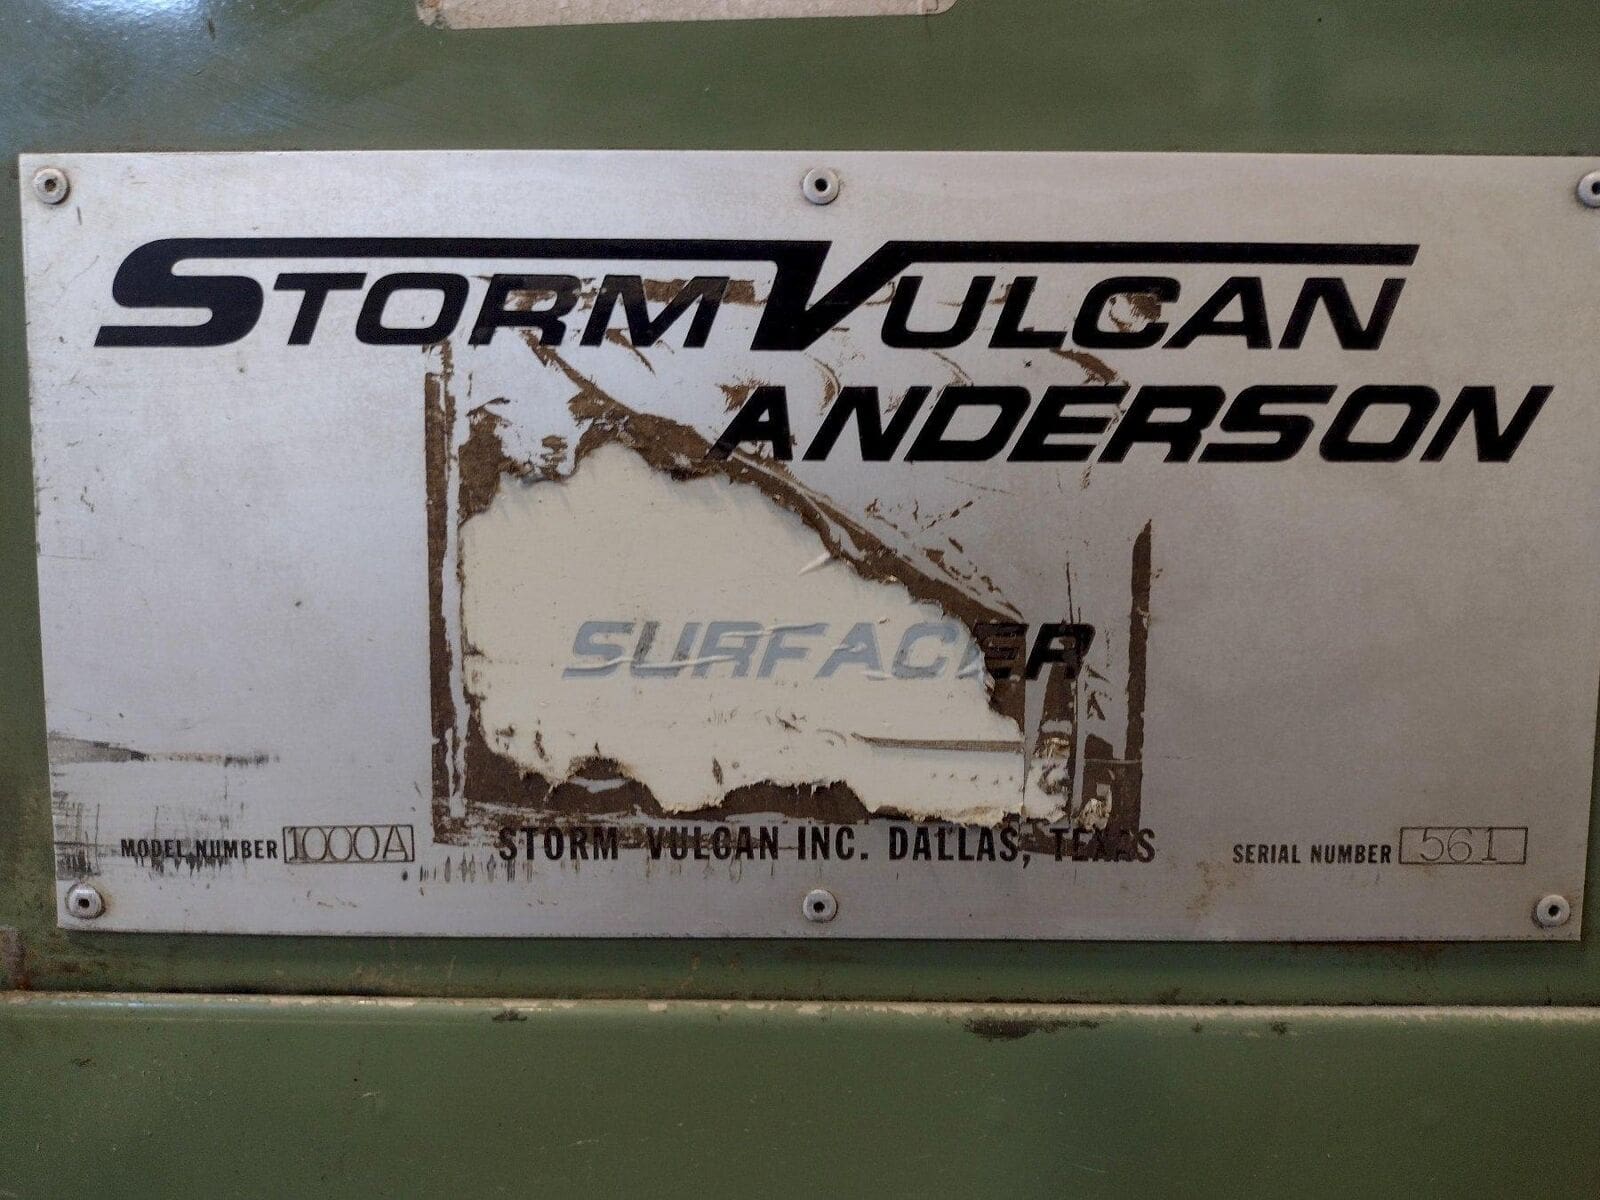 STORM VULCAN
ANDERSON
SURFACER
MODEL NUMBER 1000A STORM-VULCAN INC. DALLAS, TEXAS SERIAL NUMBER 561